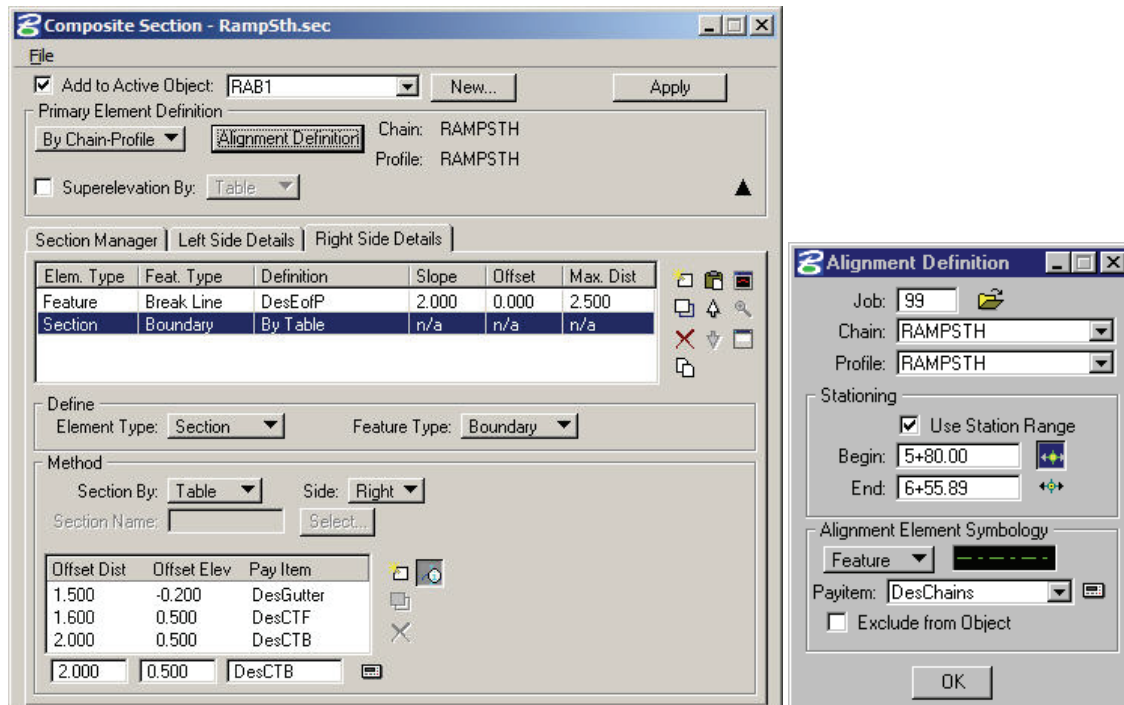 Composite Section - RampSth.sec
File
Add to Active Object: RAB1 New... Apply
Primary Element Definition
By Chain-Profile Alignment Definition Chain: RAMPSTH
Profile: RAMPSTH
Superelevation By: Table
Section Manager Left Side Details Right Side Details
Elem. Type Feat. Type Definition Slope Offset Max. Dist
Feature Break Line DesEofP 2.000 0.000 2.500
Section Boundary By Table n/a n/a n/a
Define
Element Type: Section Feature Type: Boundary
Method
Section By: Table Side: Right
Section Name: Select...
Offset Dist Offset Elev Pay Item
1.500 -0.200 DesGutter
1.600 0.500 DesCTF
2.000 0.500 DesCTB
2.000 0.500 DesCTB
Alignment Definition
Job: 99
Chain: RAMPSTH
Profile: RAMPSTH
Stationing
Use Station Range
Begin: 5+80.00
End: 6+55.89
Alignment Element Symbology
Feature
Payitem: DesChains
Exclude from Object
OK